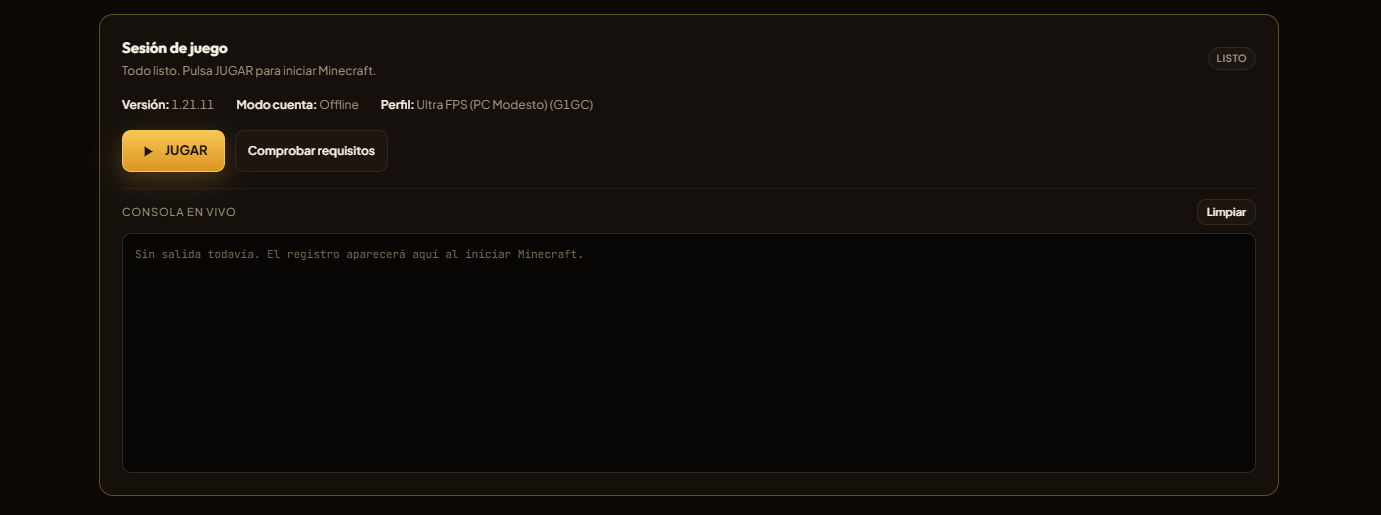 Sesión de juego
Todo listo. Pulsa JUGAR para iniciar Minecraft.
LISTO
Versión: 1.21.11 Modo cuenta: Offline Perfil: Ultra FPS (PC Modesto) (G1GC)
JUGAR Comprobar requisitos
CONSOLA EN VIVO Limpiar
Sin salida todavía. El registro aparecerá aquí al iniciar Minecraft.